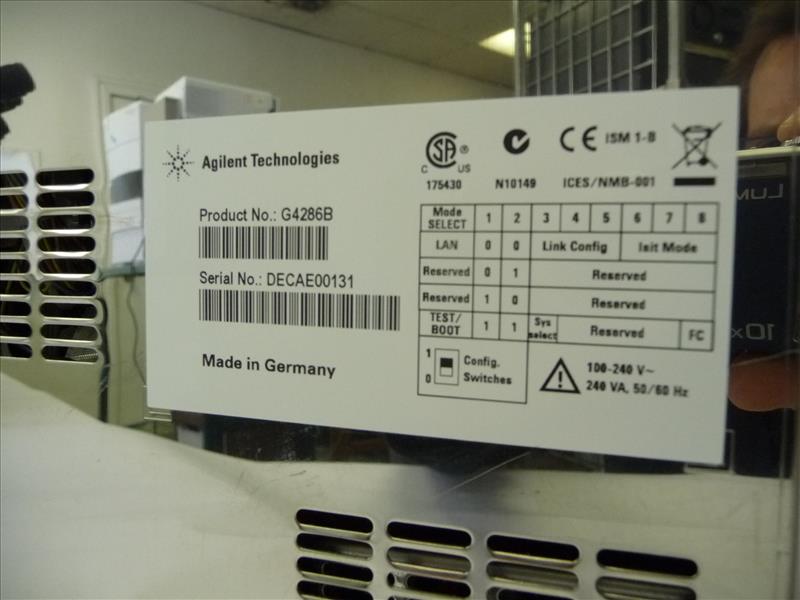 Agilent Technologies
Product No.: G4286B
Serial No.: DECAE00131
Made in Germany
SA ®
C US
175430
N10149
CE ISM 1-B
ICES/NMB-001
Mode SELECT 1 2 3 4 5 6 7 8
LAN 0 0 Link Config Init Mode
Reserved 0 1 Reserved
Reserved 1 0 Reserved
TEST/BOOT 1 1 Sys select Reserved FC
1
0
Config.
Switches
100-240 V~
240 VA, 50/60 Hz
LUM
10x